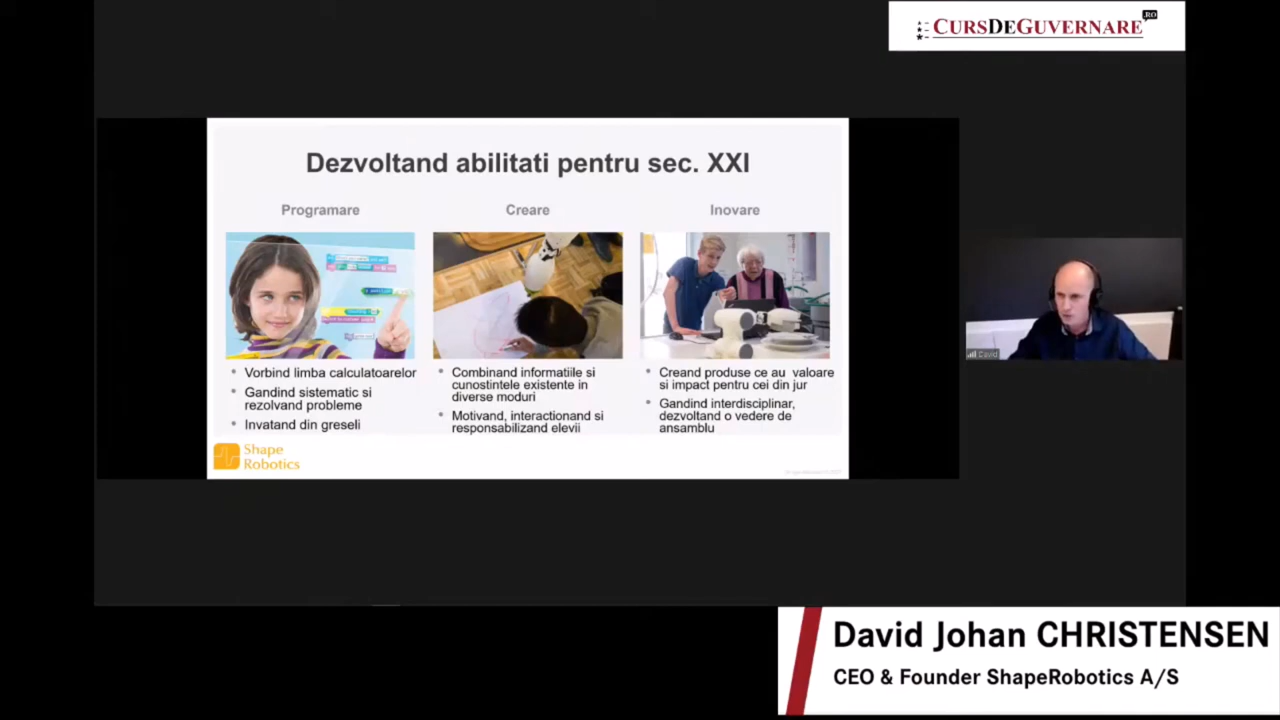 CURSDEGUVERNARE
.RO
Dezvoltand abilitati pentru sec. XXI
Programare
Creare
Inovare
• Vorbind limba calculatoarelor
• Gandind sistematic si
rezolvand probleme
• Invatand din greseli
• Combinand informatiile si
cunostintele existente in
diverse moduri
• Motivand, interactionand si
responsabilizand elevii
• Creand produse ce au valoare
si impact pentru cei din jur
• Gandind interdisciplinar,
dezvoltand o vedere de
ansamblu
Shape
Robotics
David
David Johan CHRISTENSEN
CEO & Founder ShapeRobotics A/S